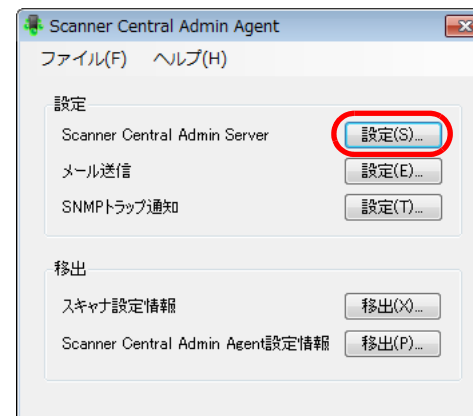 Scanner Central Admin Agent
ファイル(F) ヘルプ(H)
設定
Scanner Central Admin Server 設定(S)...
メール送信 設定(E)...
SNMPトラップ通知 設定(T)...
移出
スキャナ設定情報 移出(X)...
Scanner Central Admin Agent設定情報 移出(P)...